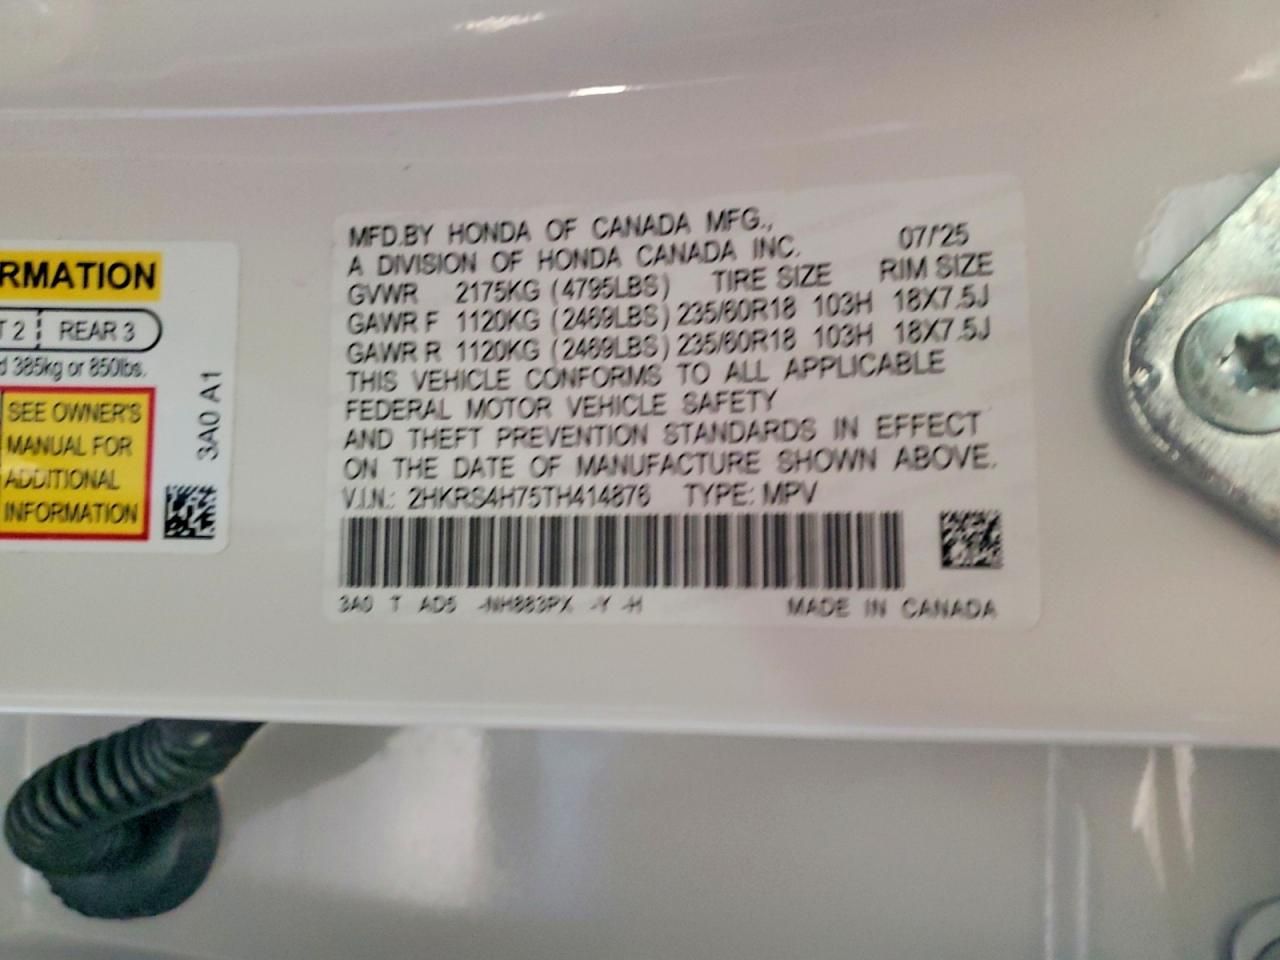 RMATION
T 2 REAR 3
d 385kg or 850lbs.
SEE OWNER'S
MANUAL FOR
ADDITIONAL
INFORMATION
3A0 A1
MFD.BY HONDA OF CANADA MFG.,
A DIVISION OF HONDA CANADA INC. 07/'25
GVWR 2175KG (4795LBS) TIRE SIZE RIM SIZE
GAWR F 1120KG (2469LBS) 235/60R18 103H 18X7.5J
GAWR R 1120KG (2469LBS) 235/60R18 103H 18X7.5J
THIS VEHICLE CONFORMS TO ALL APPLICABLE
FEDERAL MOTOR VEHICLE SAFETY
AND THEFT PREVENTION STANDARDS IN EFFECT
ON THE DATE OF MANUFACTURE SHOWN ABOVE.
V.I.N.: 2HKRS4H75TH414876 TYPE: MPV
3A0 T AD5 -NH883PX -Y -H MADE IN CANADA